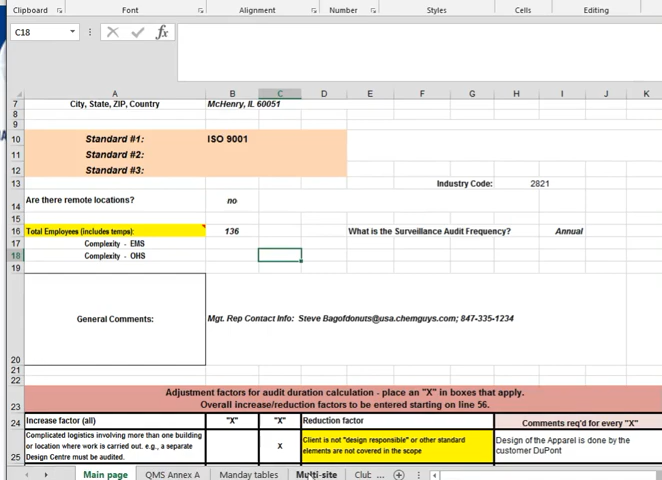 Clipboard Font Alignment Number Styles Cells Editing
C18 fx
A B C D E F G H I J K
7 City, State, ZIP, Country McHenry, IL 60051
8
9
10 Standard #1: ISO 9001
11 Standard #2:
12 Standard #3:
13 Industry Code: 2821
14 Are there remote locations? no
15
16 Total Employees (includes temps): 136 What is the Surveillance Audit Frequency? Annual
17 Complexity - EMS
18 Complexity - OHS
19
20 General Comments: Mgt. Rep Contact Info: Steve Bagofdonuts@usa.chemguys.com; 847-335-1234
21
22
Adjustment factors for audit duration calculation - place an "X" in boxes that apply.
23 Overall increase/reduction factors to be entered starting on line 56.
24 Increase factor (all) "X" "X" Reduction factor Comments req'd for every "X"
Complicated logistics involving more than one building Client is not "design responsible" or other standard Design of the Apparel is done by the
or location where work is carried out. e.g., a separate X elements are not covered in the scope customer DuPont
25 Design Centre must be audited.
Main page QMS Annex A Manday tables Multi-site Clu: ...